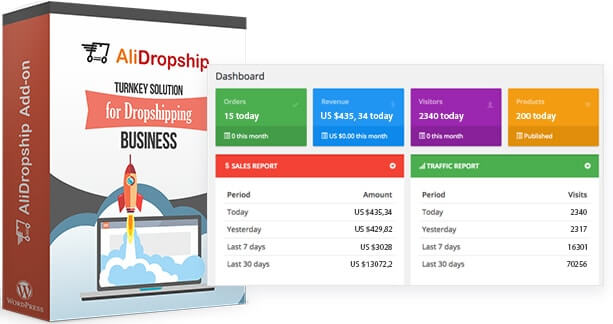 AliDropship
TURNKEY SOLUTION
for Dropshipping
BUSINESS
AliDropship Add-on
WORDPRESS
Dashboard
Orders
15 today
0 this month
Revenue
US $435, 34 today
US $0.00 this month
Visitors
2340 today
0 this month
Products
200 today
Published
$ SALES REPORT
Period Amount
Today US $435,34
Yesterday US $429,82
Last 7 days US $3028
Last 30 days US $13072,2
TRAFFIC REPORT
Period Visits
Today 2340
Yesterday 2317
Last 7 days 16301
Last 30 days 70256